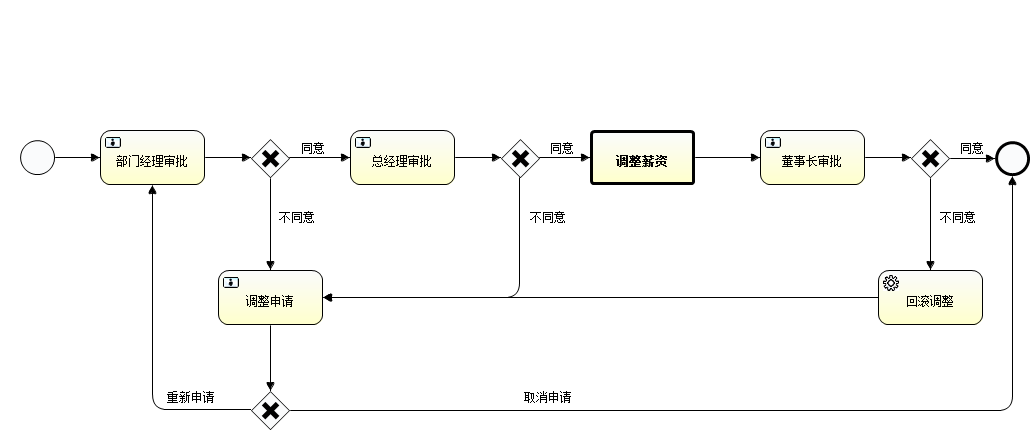 同意
同意
同意
部门经理审批
总经理审批
调整薪资
董事长审批
不同意
不同意
不同意
调整申请
回滚调整
重新申请
取消申请